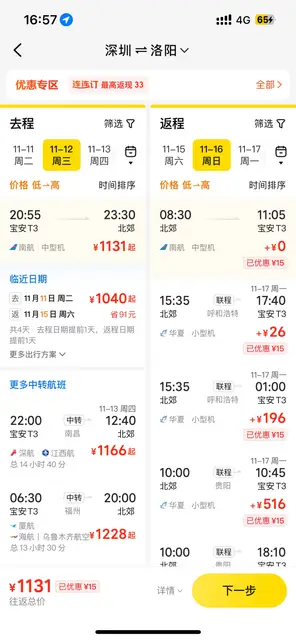 16:57
4G 65
深圳 ⇌ 洛阳
优惠专区 连连订 最高返现 33 全部
去程 筛选
11-11 周二
11-12 周三
11-13 周四
价格 低→高 时间排序
20:55 23:30
宝安T3 北郊
南航 中型机 ¥1131起
临近日期
去 11月11日 周二 ¥1040起
返 11月15日 周六 省91元
共4天 去程日期提前1天,返程日期
提前1天
更多出行方案
更多中转航班
11-13 周四
22:00 中转 12:40
宝安T3 南昌 北郊
深航 江西航 ¥1166起
总 14 小时 40 分
06:30 中转 20:00
宝安T3 福州 北郊
厦航
海航 | 乌鲁木齐航空 ¥1228起
总 13 小时 30 分
返程 筛选
11-15 周六
11-16 周日
11-17 周一
价格 低→高 时间排序
08:30 11:05
北郊 宝安T3
南航 中型机 +¥0
已优惠 ¥15
11-17 周一
15:35 联程 17:40
北郊 呼和浩特 宝安T3
华夏 小型机 +¥26
已优惠 ¥15
11-17 周一
15:35 联程 01:00
北郊 呼和浩特 宝安T3
华夏 小型机 +¥196
已优惠 ¥15
11-17 周一
10:00 联程 10:45
北郊 贵阳 宝安T3
华夏 小型机 +¥516
已优惠 ¥15
10:00 联程 18:10
北郊 贵阳 宝安T3
¥1131 已优惠 ¥15
往返总价
详情
下一步